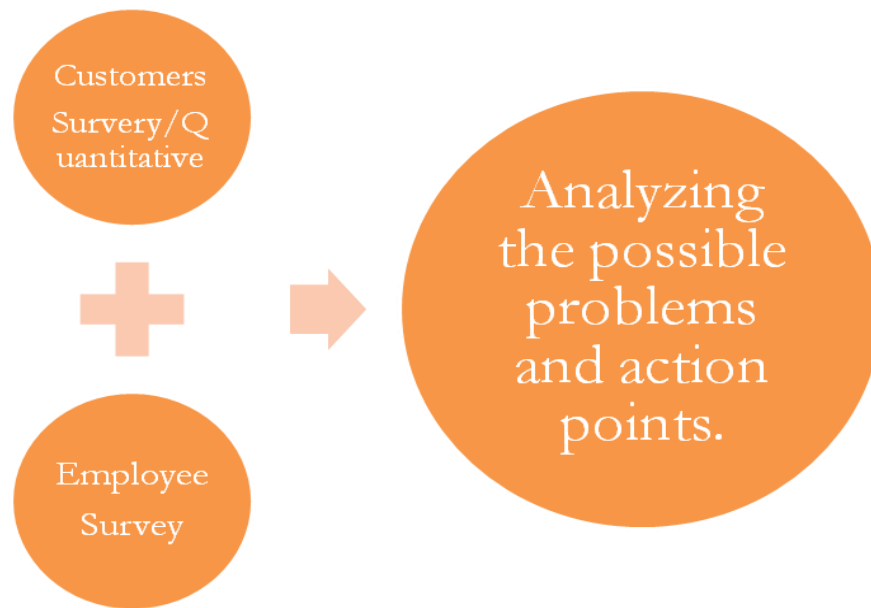 Customers
Survery/Q
uantitative
Employee
Survey
Analyzing
the possible
problems
and action
points.